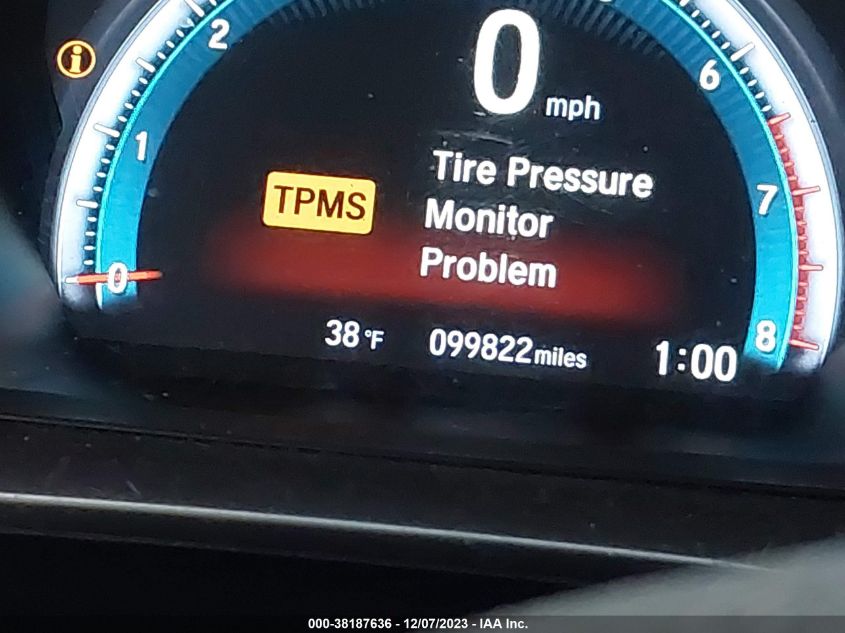 2
0 mph
6
1
Tire Pressure
TPMS
Monitor
7
Problem
0
38°F 099822 miles 1:00
8
000-38187636 - 12/07/2023 - IAA Inc.